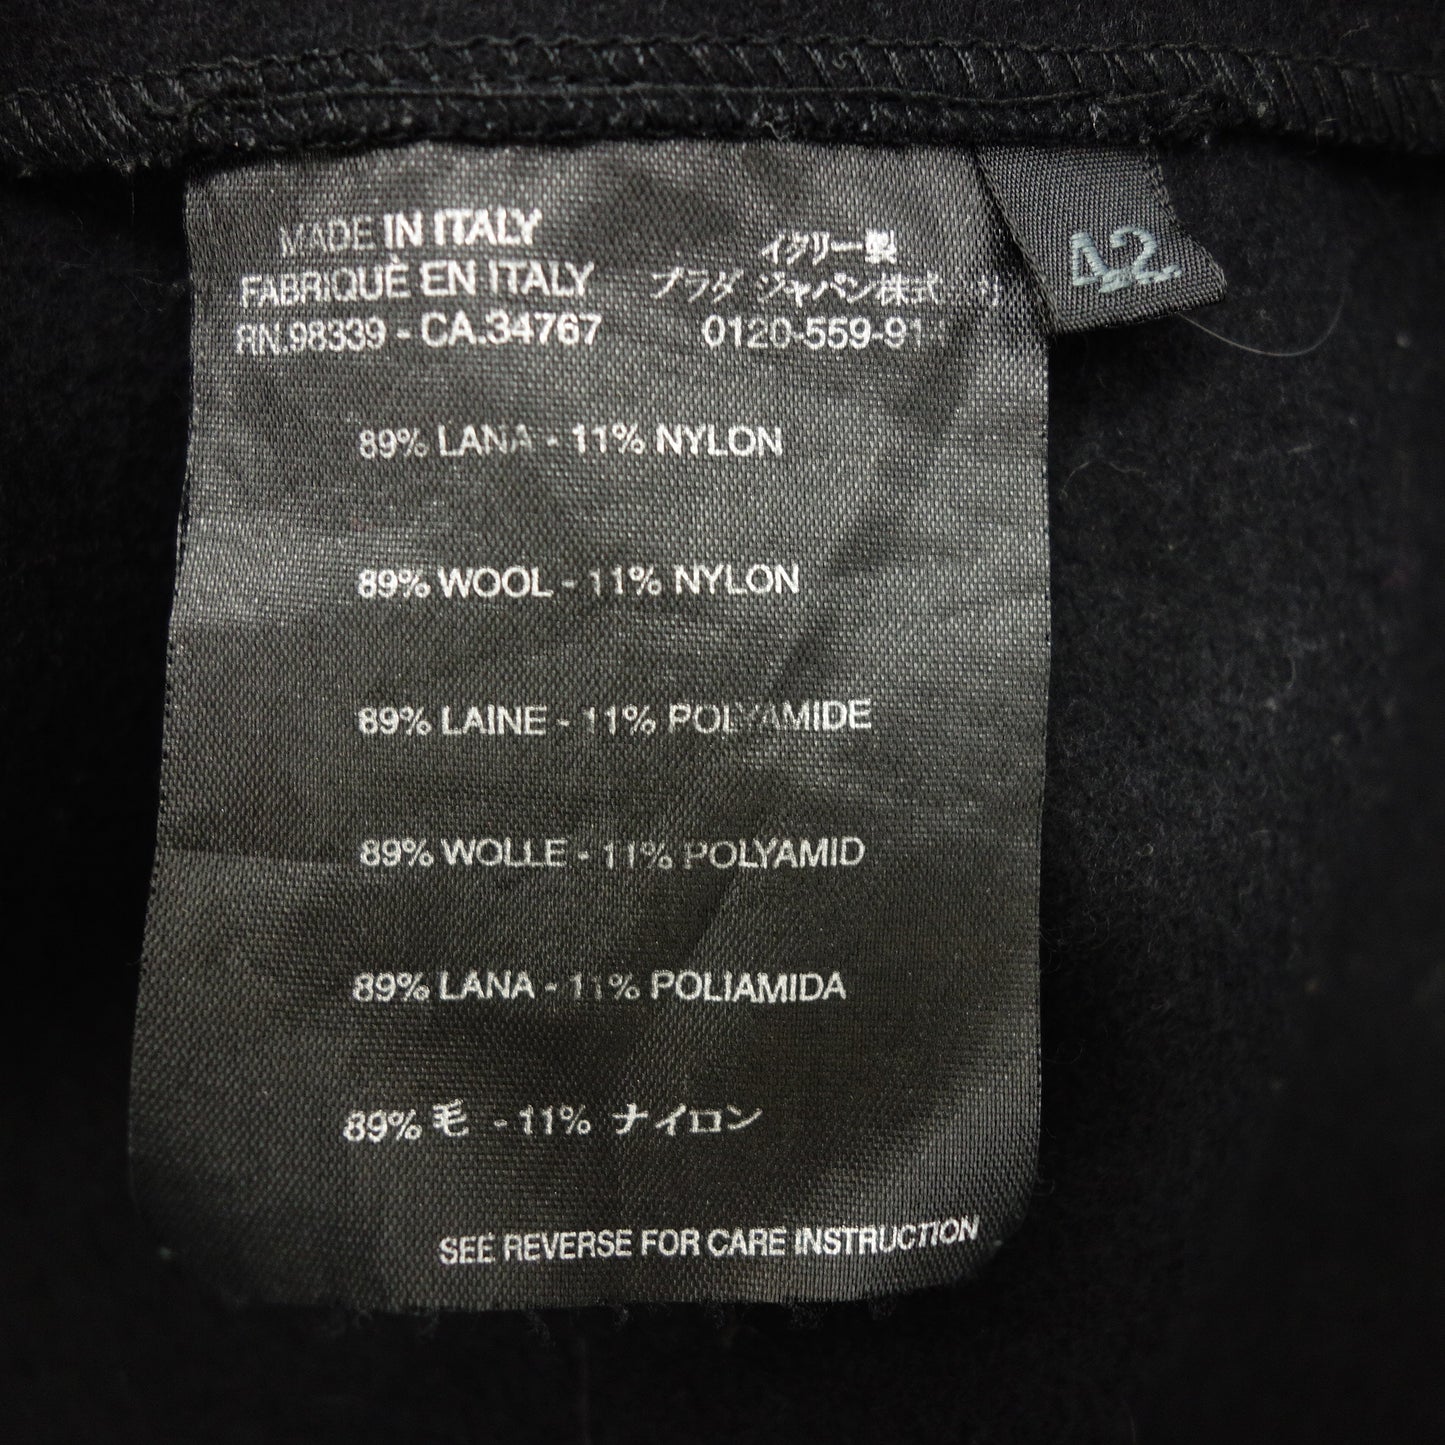 MADE IN ITALY
FABRIQUÈ EN ITALY
RN.98339 - CA.34767
イタリー製
プラダ ジャパン株式
0120-559-91
42
89% LANA - 11% NYLON
89% WOOL - 11% NYLON
89% LAINE - 11% POLYAMIDE
89% WOLLE - 11% POLYAMID
89% LANA - 11% POLIAMIDA
89% 毛 - 11% ナイロン
SEE REVERSE FOR CARE INSTRUCTION